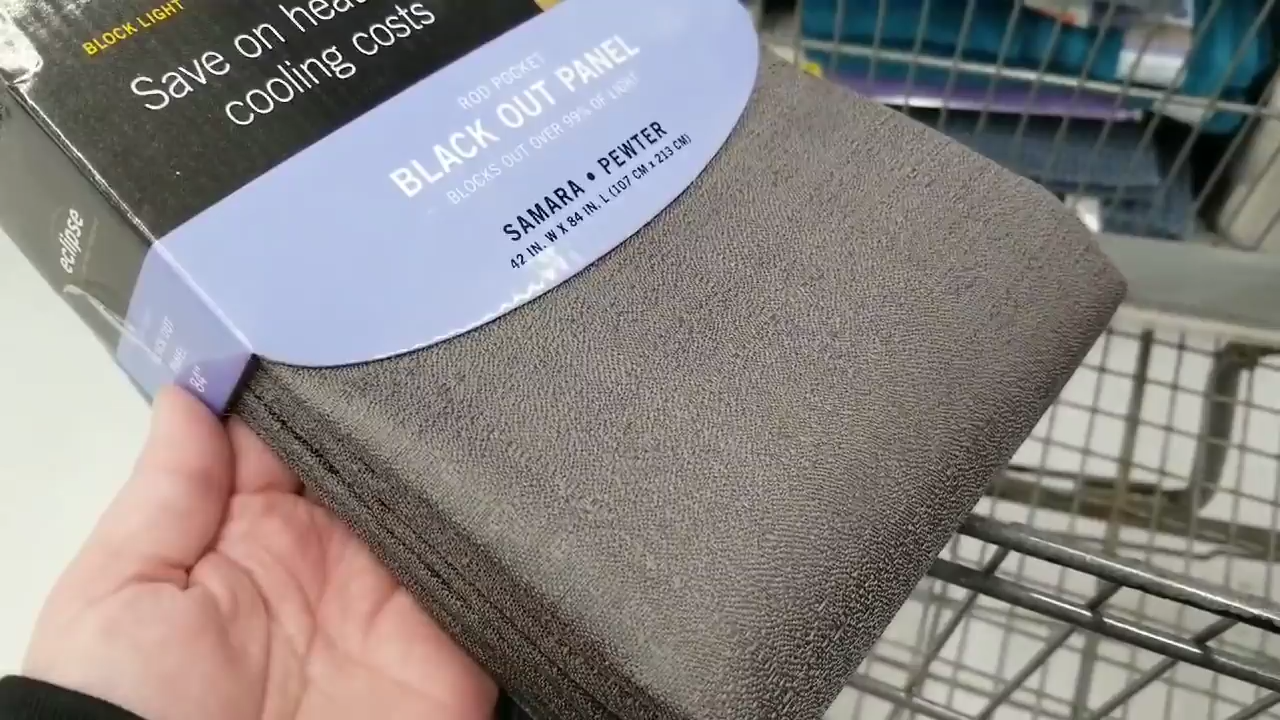 BLOCK LIGHT
Save on
cooling costs
ROD POCKET
BLACK OUT PANEL
BLOCKS OUT OVER 99% OF LIGHT
SAMARA • PEWTER
42 IN. W X 84 IN. L (107 CM x 213 CM)
eclipse
OUT
84"